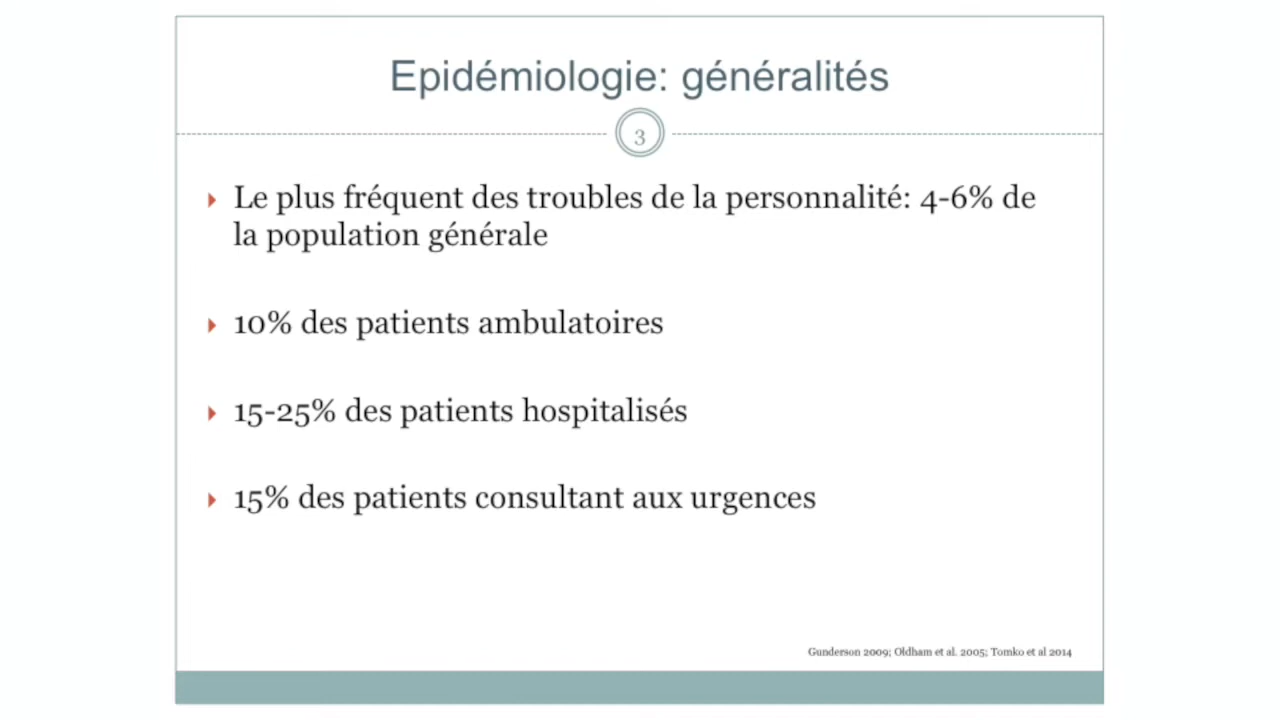 Epidémiologie: généralités
3
Le plus fréquent des troubles de la personnalité: 4-6% de
la population générale
10% des patients ambulatoires
15-25% des patients hospitalisés
15% des patients consultant aux urgences
Gunderson 2009; Oldham et al. 2005; Tomko et al 2014